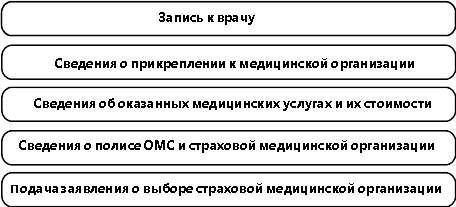 Запись к врачу
Сведения о прикреплении к медицинской организации
Сведения об оказанных медицинских услугах и их стоимости
Сведения о полисе ОМС и страховой медицинской организации
Подача заявления о выборе страховой медицинской организации